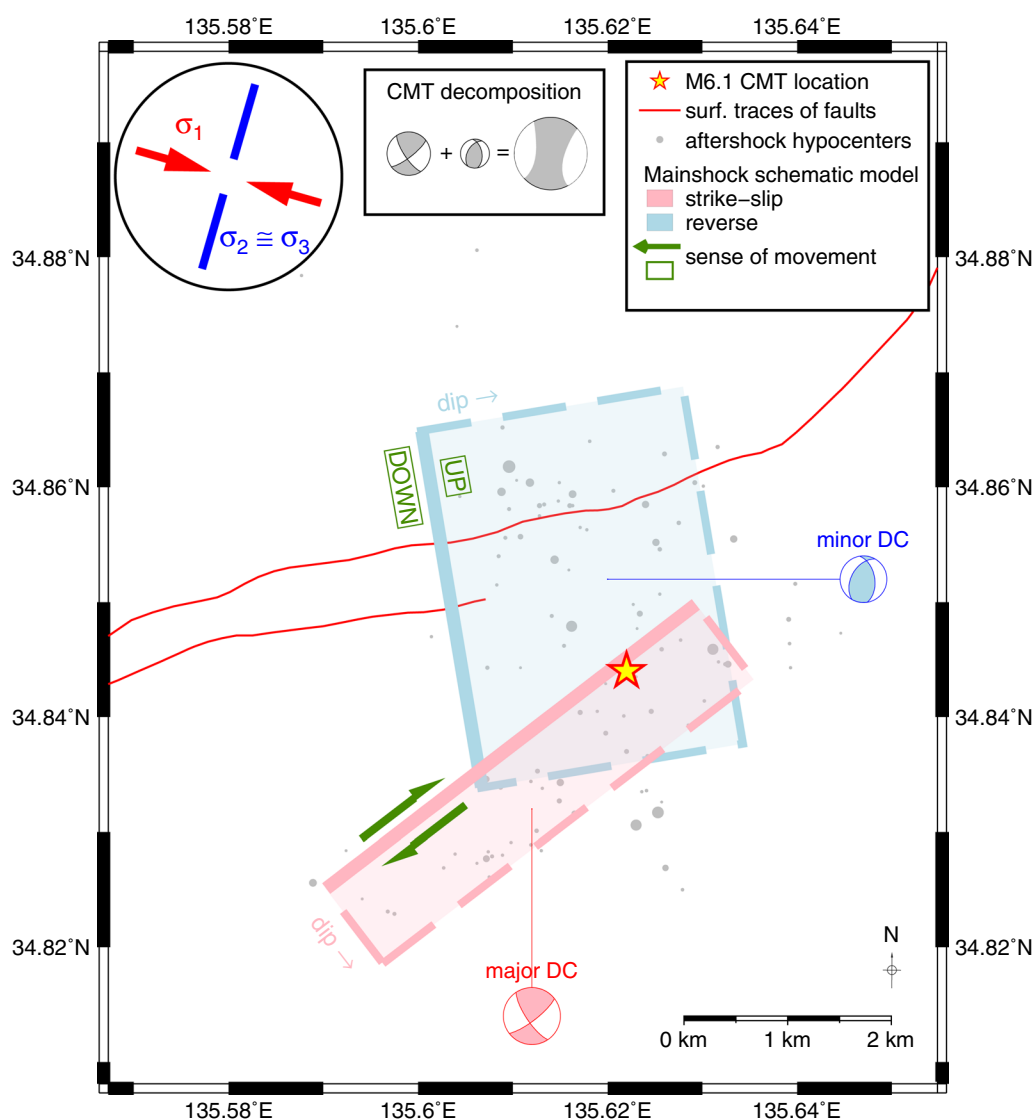 135.58˚E 135.6˚E 135.62˚E 135.64˚E
σ1
σ2 ≅ σ3
CMT decomposition
+ =
M6.1 CMT location
surf. traces of faults
aftershock hypocenters
Mainshock schematic model
strike–slip
reverse
sense of movement
34.88˚N 34.88˚N
dip →
DOWN
UP
34.86˚N 34.86˚N
minor DC
34.84˚N 34.84˚N
dip →
34.82˚N 34.82˚N
N
major DC
0 km 1 km 2 km
135.58˚E 135.6˚E 135.62˚E 135.64˚E